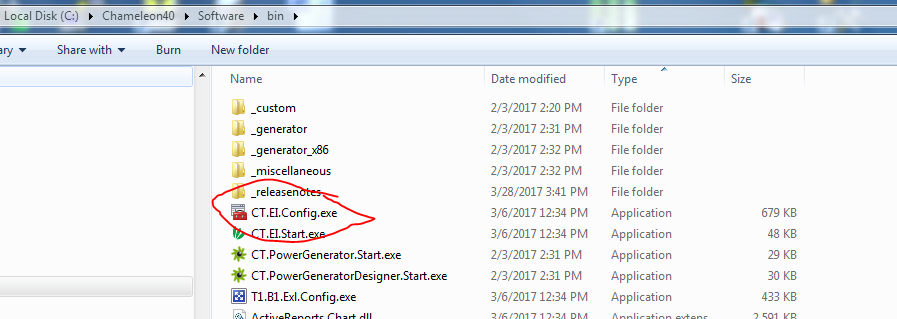 Local Disk (C:) Chameleon40 Software bin
ary Share with Burn New folder
Name Date modified Type Size
_custom 2/3/2017 2:20 PM File folder
_generator 2/3/2017 2:31 PM File folder
_generator_x86 2/3/2017 2:32 PM File folder
_miscellaneous 2/3/2017 2:32 PM File folder
_releasenotes 3/28/2017 3:41 PM File folder
CT.EI.Config.exe 3/6/2017 12:34 PM Application 679 KB
CT.EI.Start.exe 3/6/2017 12:34 PM Application 48 KB
CT.PowerGenerator.Start.exe 2/3/2017 2:31 PM Application 29 KB
CT.PowerGeneratorDesigner.Start.exe 2/3/2017 2:31 PM Application 30 KB
T1.B1.ExI.Config.exe 3/6/2017 12:34 PM Application 433 KB
ActiveReports.Chart.dll 3/6/2017 12:34 PM Application extens 2,591 KB